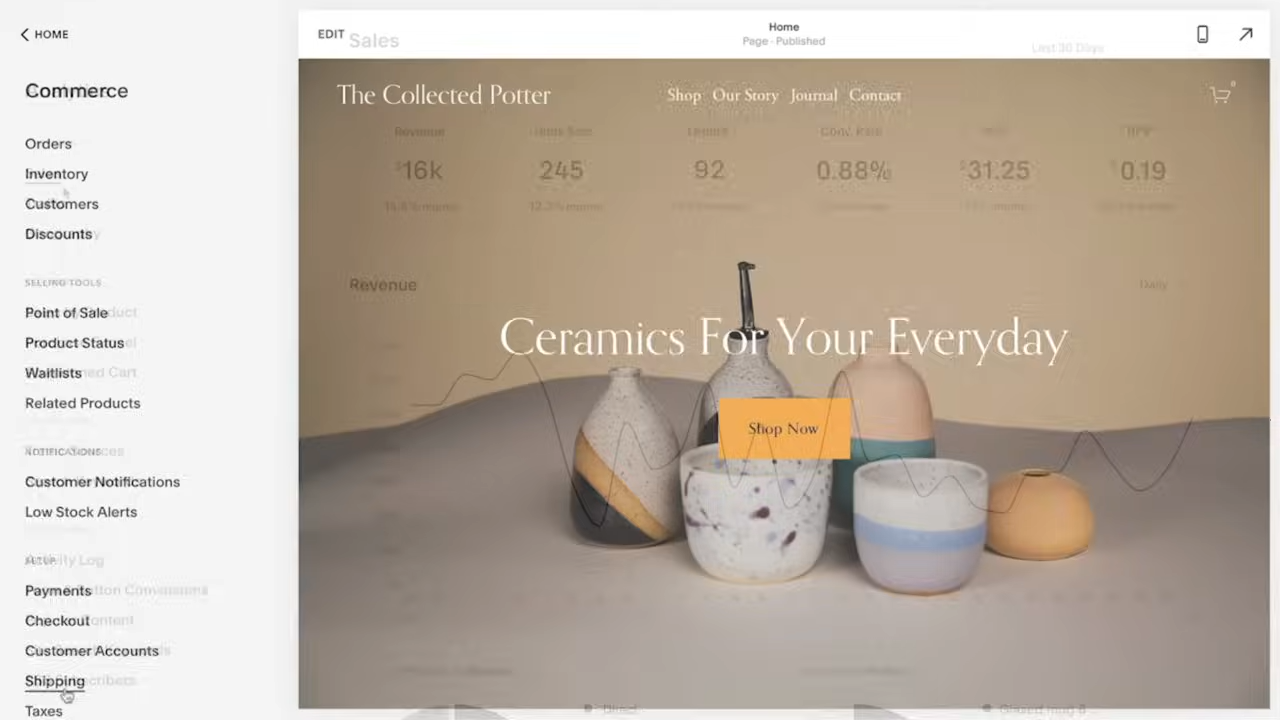 HOME
Commerce
Orders
Inventory
Customers
Discounts
SELLING TOOLS
Point of Sale
Product Status
Waitlists
Related Products
NOTIFICATIONS
Customer Notifications
Low Stock Alerts
SETUP
Payments
Checkout
Customer Accounts
Shipping
Taxes
EDIT
Sales
Home
Page · Published
Last 30 Days
The Collected Potter
Shop Our Story Journal Contact
0
Revenue
$16k 245 92 0.88% $31.25 $0.19
Revenue
Daily
Ceramics For Your Everyday
Shop Now
Direct